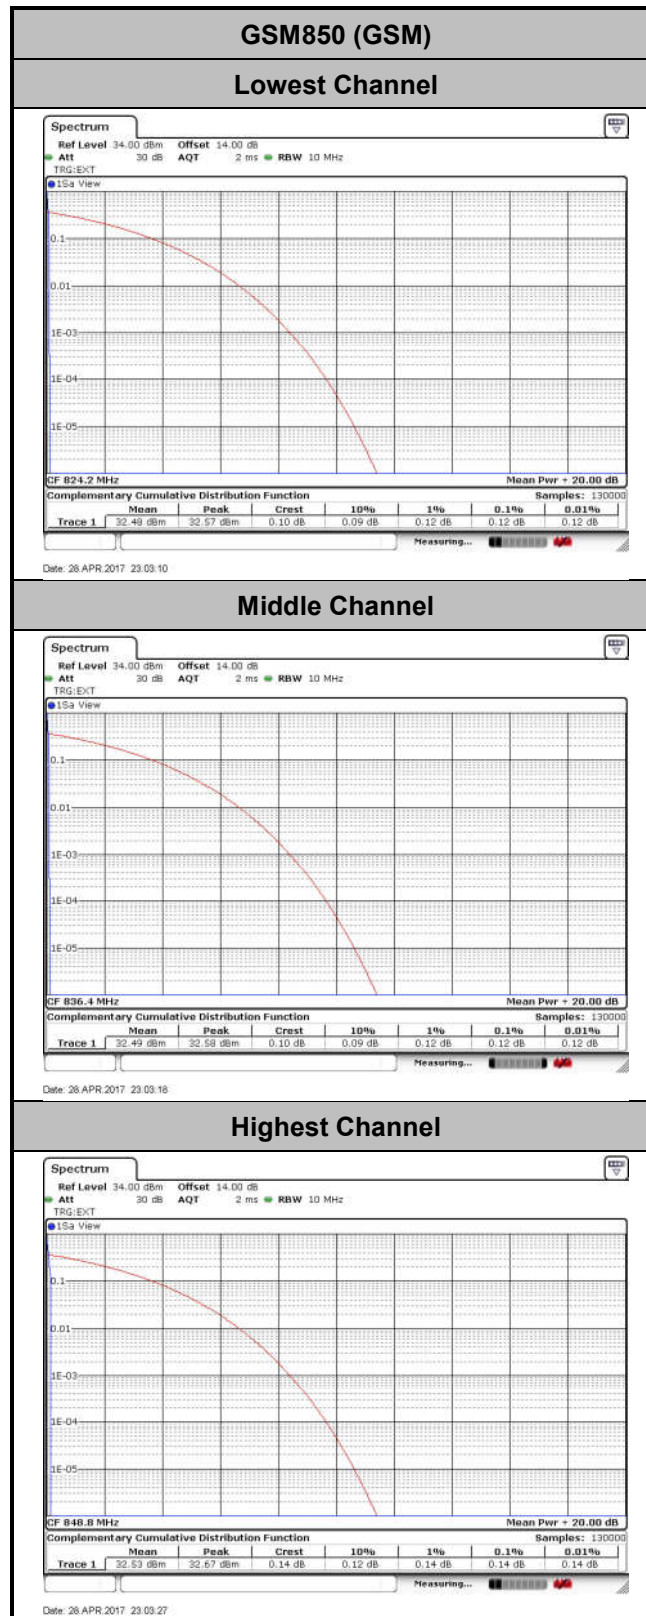 GSM850 (GSM)
Lowest Channel
Spectrum
Ref Level 34.00 dBm Offset 14.00 dB
Att 30 dB AQT 2 ms RBW 10 MHz
TRG:EXT
1Sa View
0.1
0.01
1E-03
1E-04
1E-05
CF 824.2 MHz Mean Pwr + 20.00 dB
Complementary Cumulative Distribution Function Samples: 130000
Mean Peak Crest 10% 1% 0.1% 0.01%
Trace 1 32.48 dBm 32.57 dBm 0.10 dB 0.09 dB 0.12 dB 0.12 dB 0.12 dB
Measuring...
Date: 28.APR.2017 23:03:10
Middle Channel
Spectrum
Ref Level 34.00 dBm Offset 14.00 dB
Att 30 dB AQT 2 ms RBW 10 MHz
TRG:EXT
1Sa View
0.1
0.01
1E-03
1E-04
1E-05
CF 836.4 MHz Mean Pwr + 20.00 dB
Complementary Cumulative Distribution Function Samples: 130000
Mean Peak Crest 10% 1% 0.1% 0.01%
Trace 1 32.49 dBm 32.58 dBm 0.10 dB 0.09 dB 0.12 dB 0.12 dB 0.12 dB
Measuring...
Date: 28.APR.2017 23:03:18
Highest Channel
Spectrum
Ref Level 34.00 dBm Offset 14.00 dB
Att 30 dB AQT 2 ms RBW 10 MHz
TRG:EXT
1Sa View
0.1
0.01
1E-03
1E-04
1E-05
CF 848.8 MHz Mean Pwr + 20.00 dB
Complementary Cumulative Distribution Function Samples: 130000
Mean Peak Crest 10% 1% 0.1% 0.01%
Trace 1 32.53 dBm 32.67 dBm 0.14 dB 0.12 dB 0.14 dB 0.14 dB 0.14 dB
Measuring...
Date: 28.APR.2017 23:03:27